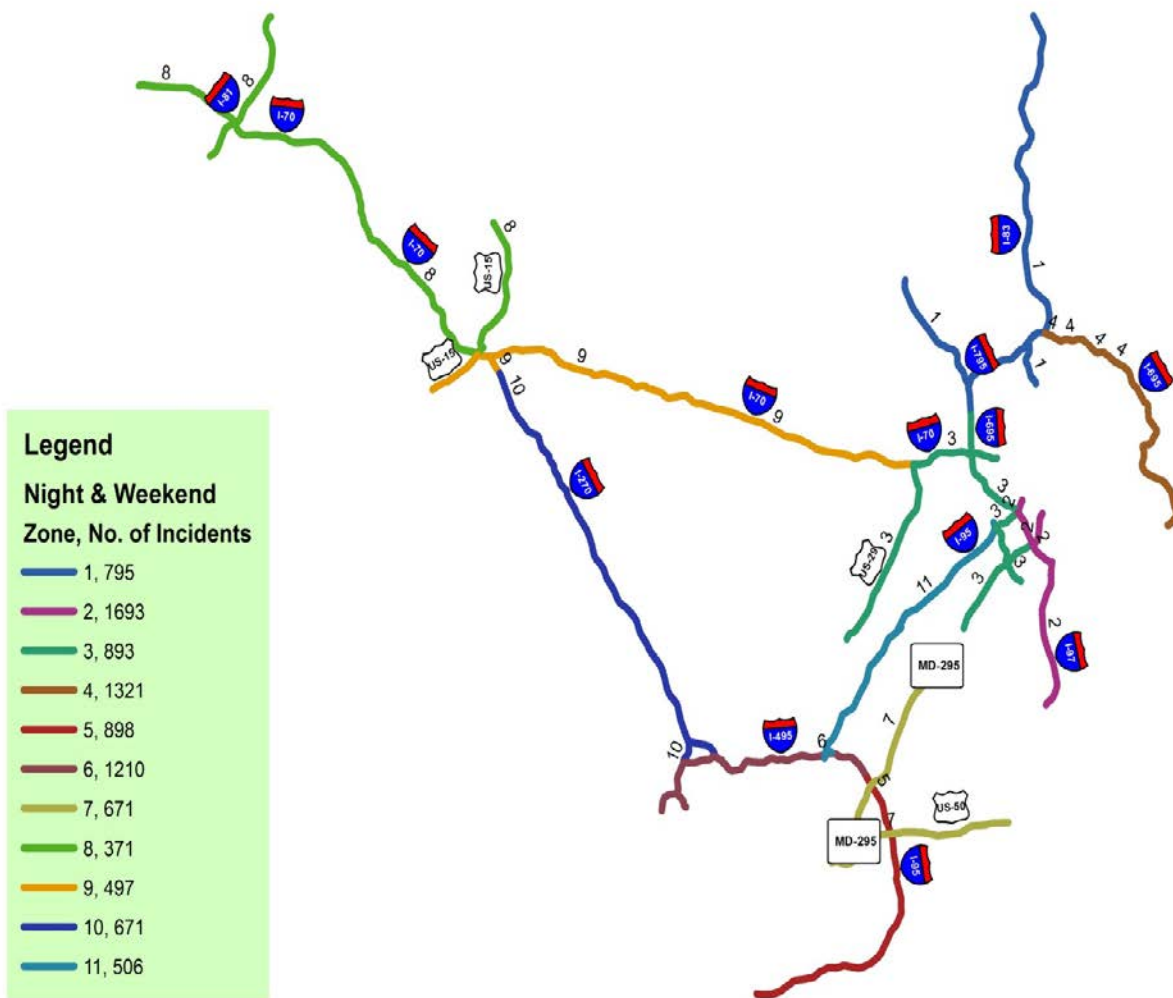 8
8
I-81
I-70
I-70
8
8
US-15
US-15
9
10
9
I-70
9
I-270
I-83
1
1
4
4
4
4
1
I-795
I-695
I-70
3
I-695
3
2
3
2
2
3
3
I-95
US-29
3
11
2
I-97
MD-295
7
I-495
6
10
5
US-50
7
MD-295
I-95
Legend
Night & Weekend
Zone, No. of Incidents
1, 795
2, 1693
3, 893
4, 1321
5, 898
6, 1210
7, 671
8, 371
9, 497
10, 671
11, 506